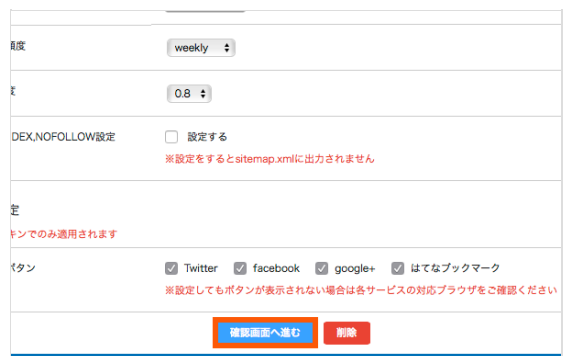 頻度
weekly
度
0.8
DEX,NOFOLLOW設定
設定する
※設定をするとsitemap.xmlに出力されません
定
キンでのみ適用されます
ボタン
Twitter facebook google+ はてなブックマーク
※設定してもボタンが表示されない場合は各サービスの対応ブラウザをご確認ください
確認画面へ進む 削除